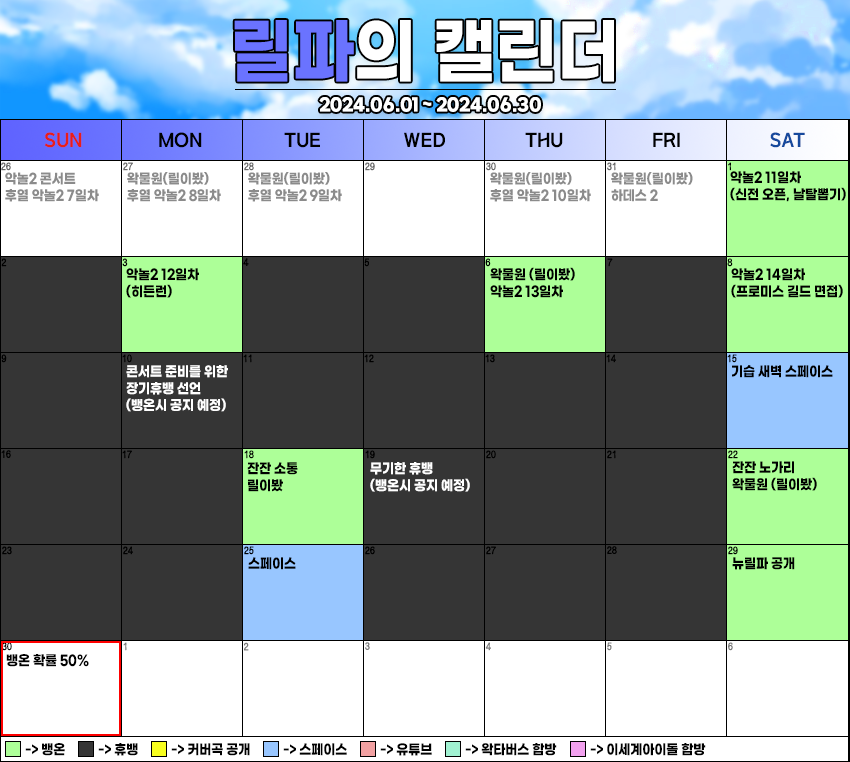 릴파의 캘린더
2024.06.01 ~ 2024.06.30
SUN MON TUE WED THU FRI SAT
26
악놀2 콘서트
후열 악놀2 7일차
27
왁물원(릴이봤)
후열 악놀2 8일차
28
왁물원(릴이봤)
후열 악놀2 9일차
29
30
왁물원(릴이봤)
후열 악놀2 10일차
31
왁물원(릴이봤)
하데스 2
1
악놀2 11일차
(신전 오픈, 날탈뽑기)
2
3
악놀2 12일차
(히든런)
4
5
6
왁물원 (릴이봤)
악놀2 13일차
7
8
악놀2 14일차
(프로미스 길드 면접)
9
10
콘서트 준비를 위한
장기휴뱅 선언
(뱅온시 공지 예정)
11
12
13
14
15
기습 새벽 스페이스
16
17
18
잔잔 소통
릴이봤
19
무기한 휴뱅
(뱅온시 공지 예정)
20
21
22
잔잔 노가리
왁물원 (릴이봤)
23
24
25
스페이스
26
27
28
29
뉴릴파 공개
30
뱅온 확률 50%
1
2
3
4
5
6
-> 뱅온 -> 휴뱅 -> 커버곡 공개 -> 스페이스 -> 유튜브 -> 왁타버스 합방 -> 이세계아이돌 합방